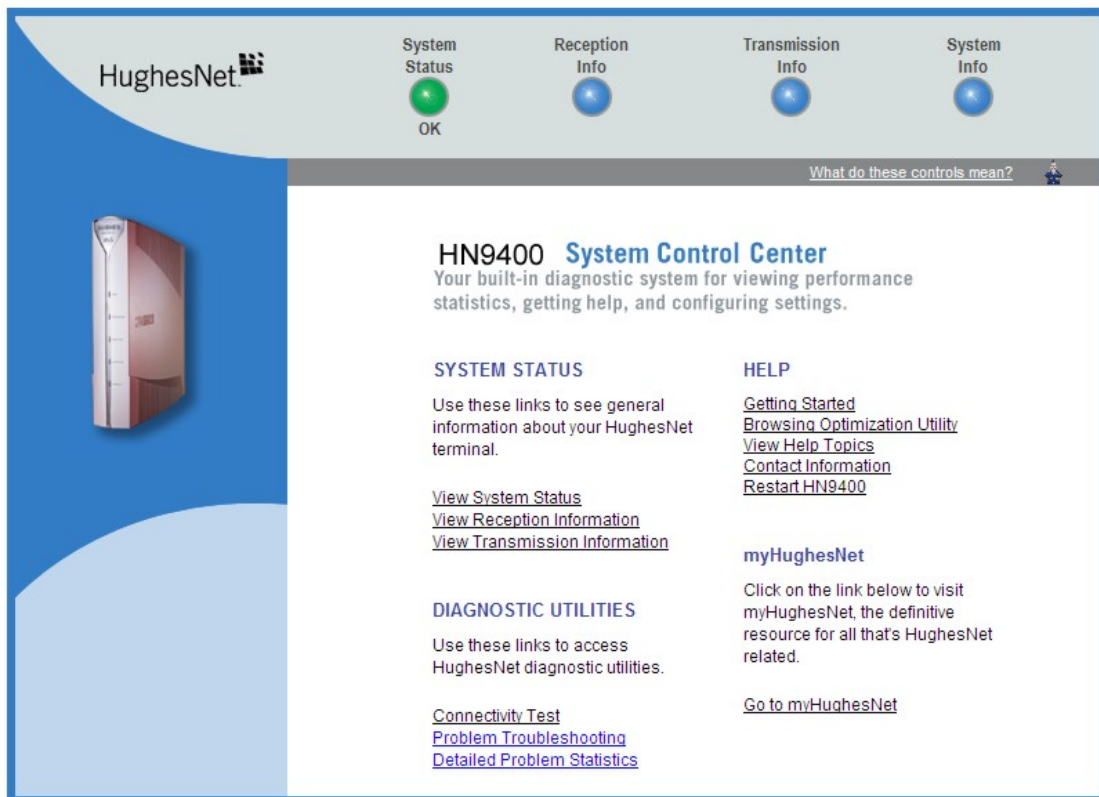 HughesNet.
System
Status
OK
Reception
Info
Transmission
Info
System
Info
What do these controls mean?
HN9400 System Control Center
Your built-in diagnostic system for viewing performance
statistics, getting help, and configuring settings.
SYSTEM STATUS
Use these links to see general
information about your HughesNet
terminal.
View System Status
View Reception Information
View Transmission Information
DIAGNOSTIC UTILITIES
Use these links to access
HughesNet diagnostic utilities.
Connectivity Test
Problem Troubleshooting
Detailed Problem Statistics
HELP
Getting Started
Browsing Optimization Utility
View Help Topics
Contact Information
Restart HN9400
myHughesNet
Click on the link below to visit
myHughesNet, the definitive
resource for all that's HughesNet
related.
Go to myHughesNet